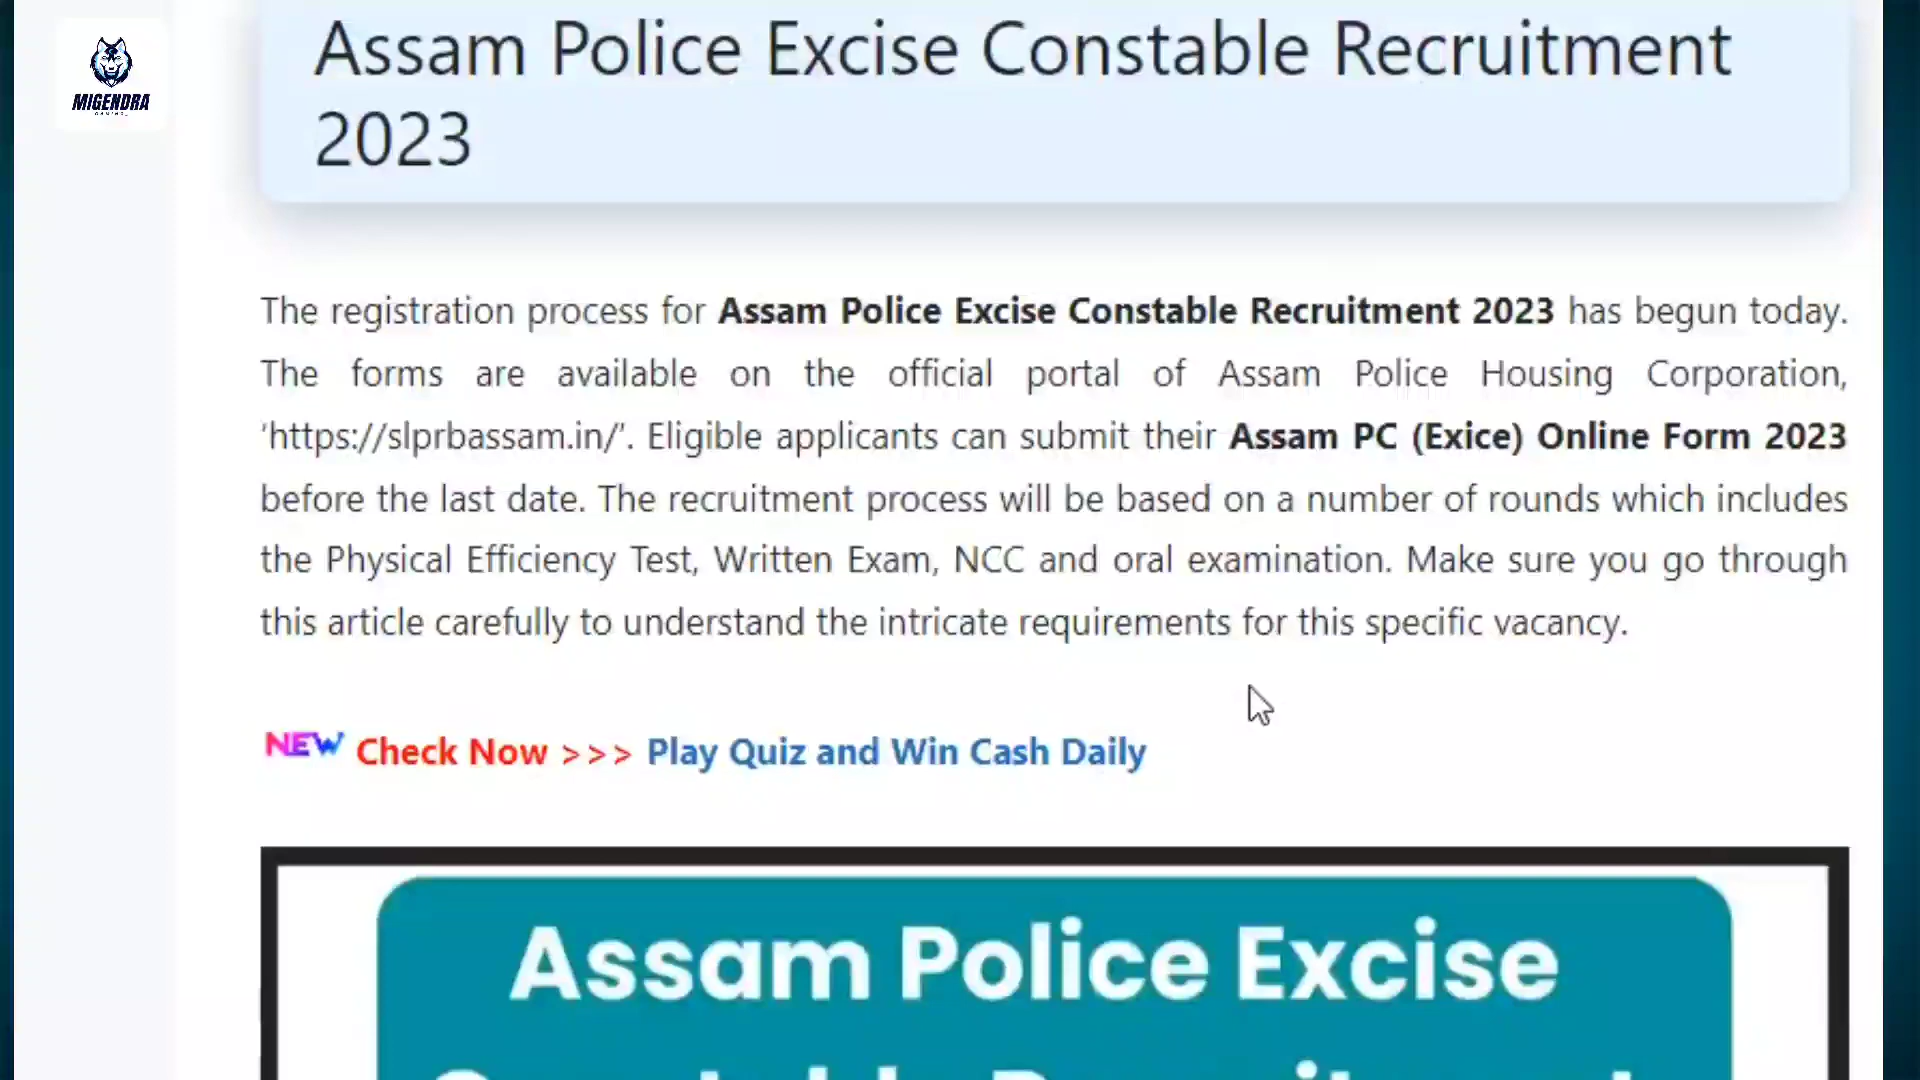 MIGENDRA
Assam Police Excise Constable Recruitment
2023
The registration process for Assam Police Excise Constable Recruitment 2023 has begun today.
The forms are available on the official portal of Assam Police Housing Corporation,
‘https://slprbassam.in/’. Eligible applicants can submit their Assam PC (Exice) Online Form 2023
before the last date. The recruitment process will be based on a number of rounds which includes
the Physical Efficiency Test, Written Exam, NCC and oral examination. Make sure you go through
this article carefully to understand the intricate requirements for this specific vacancy.
NEW Check Now >>> Play Quiz and Win Cash Daily
Assam Police Excise